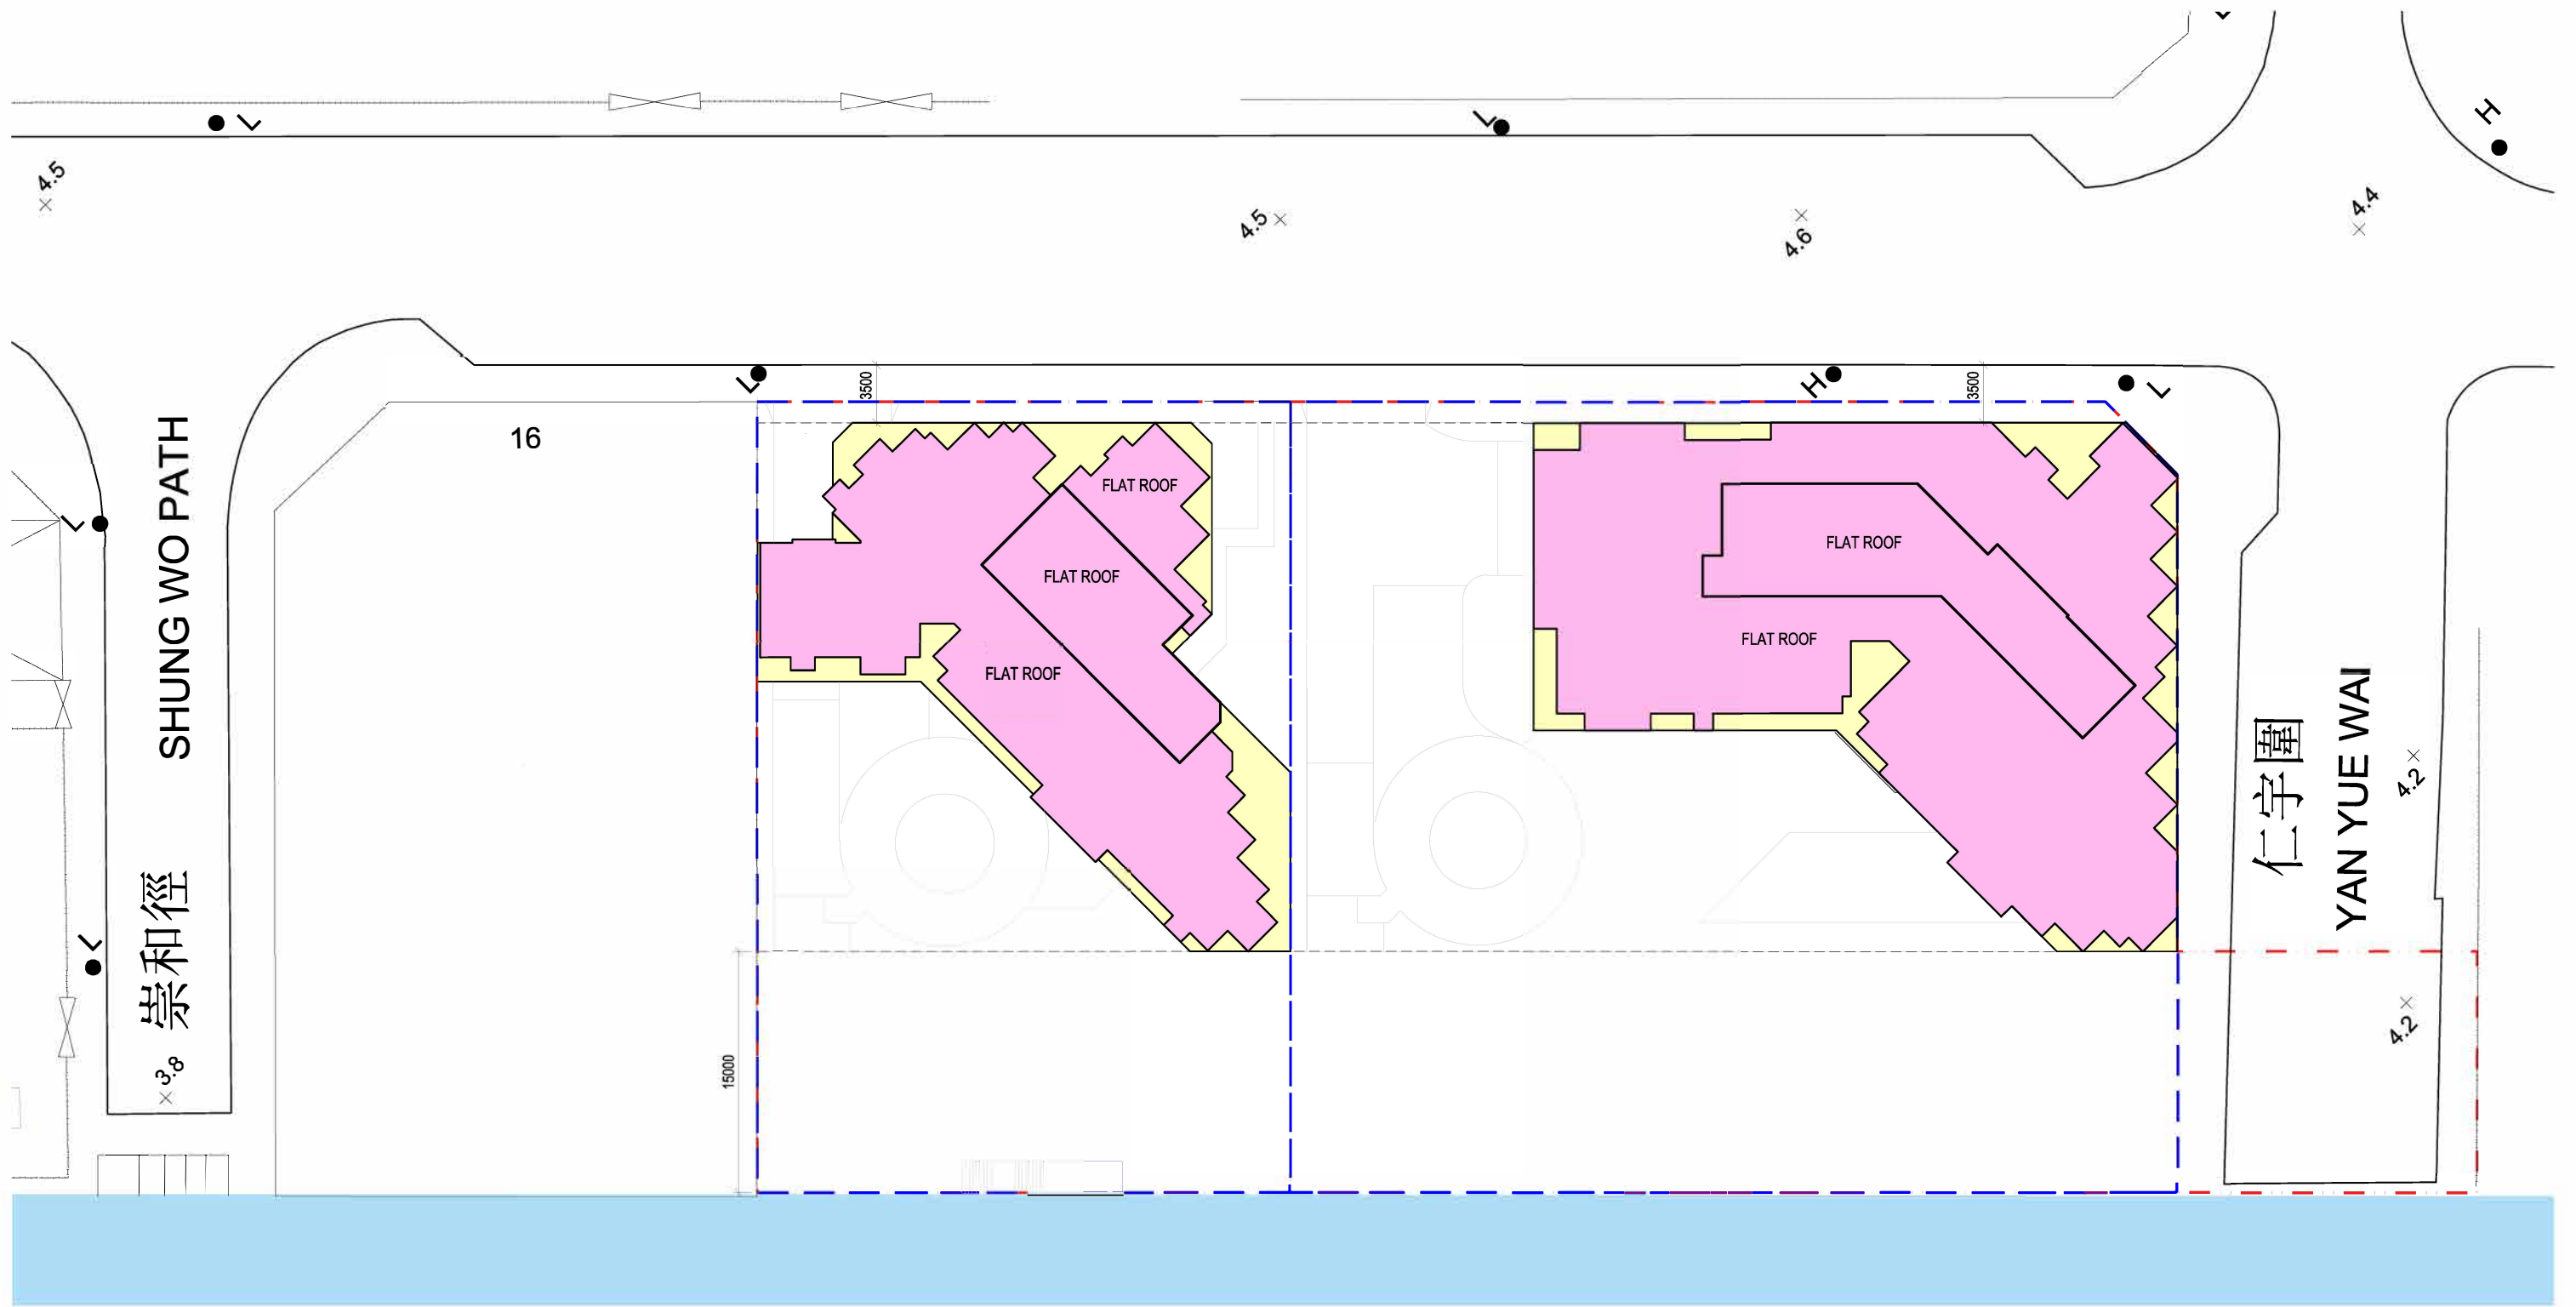 L
L
L
H
4.5
4.5
4.6
4.4
L
3500
H
3500
L
16
FLAT ROOF
FLAT ROOF
FLAT ROOF
FLAT ROOF
FLAT ROOF
L
SHUNG WO PATH
崇和徑
L
3.8
15000
仁宇圍
YAN YUE WAI
4.2
4.2